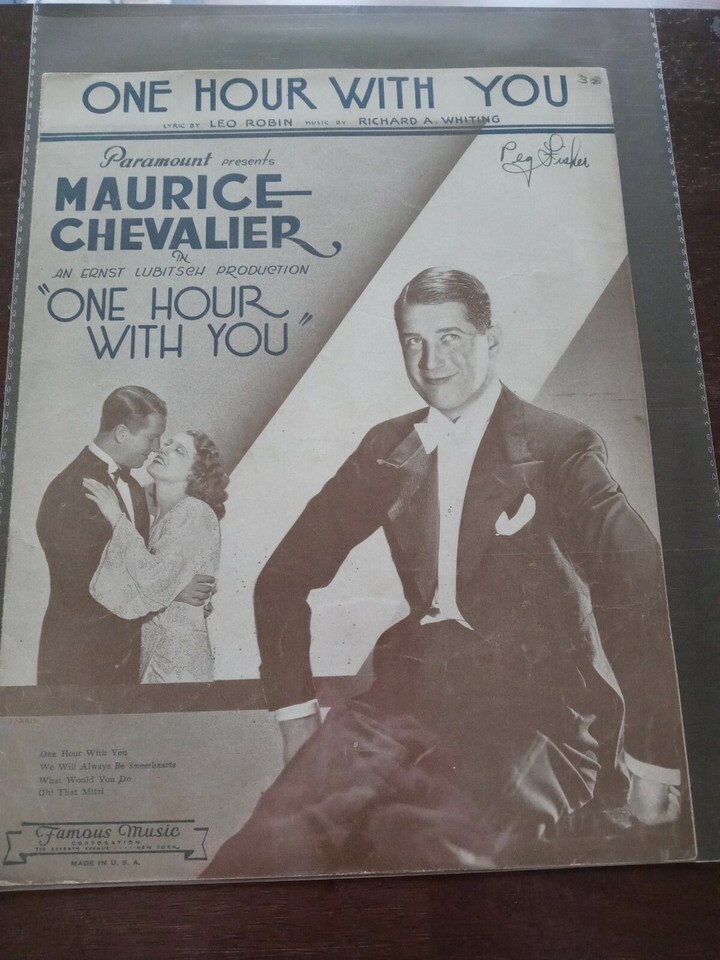 ONE HOUR WITH YOU
LYRIC BY LEO ROBIN MUSIC BY RICHARD A. WHITING
Peg Fisher
Paramount PRESENTS
MAURICE
CHEVALIER
IN
AN ERNST LUBITSCH PRODUCTION
"ONE HOUR
WITH YOU"
One Hour With You
We Will Always Be Sweethearts
What Would You Do
Oh! That Mitzi
Famous Music
CORPORATION
SEVENTH AVENUE NEW YORK
MADE IN U. S. A.